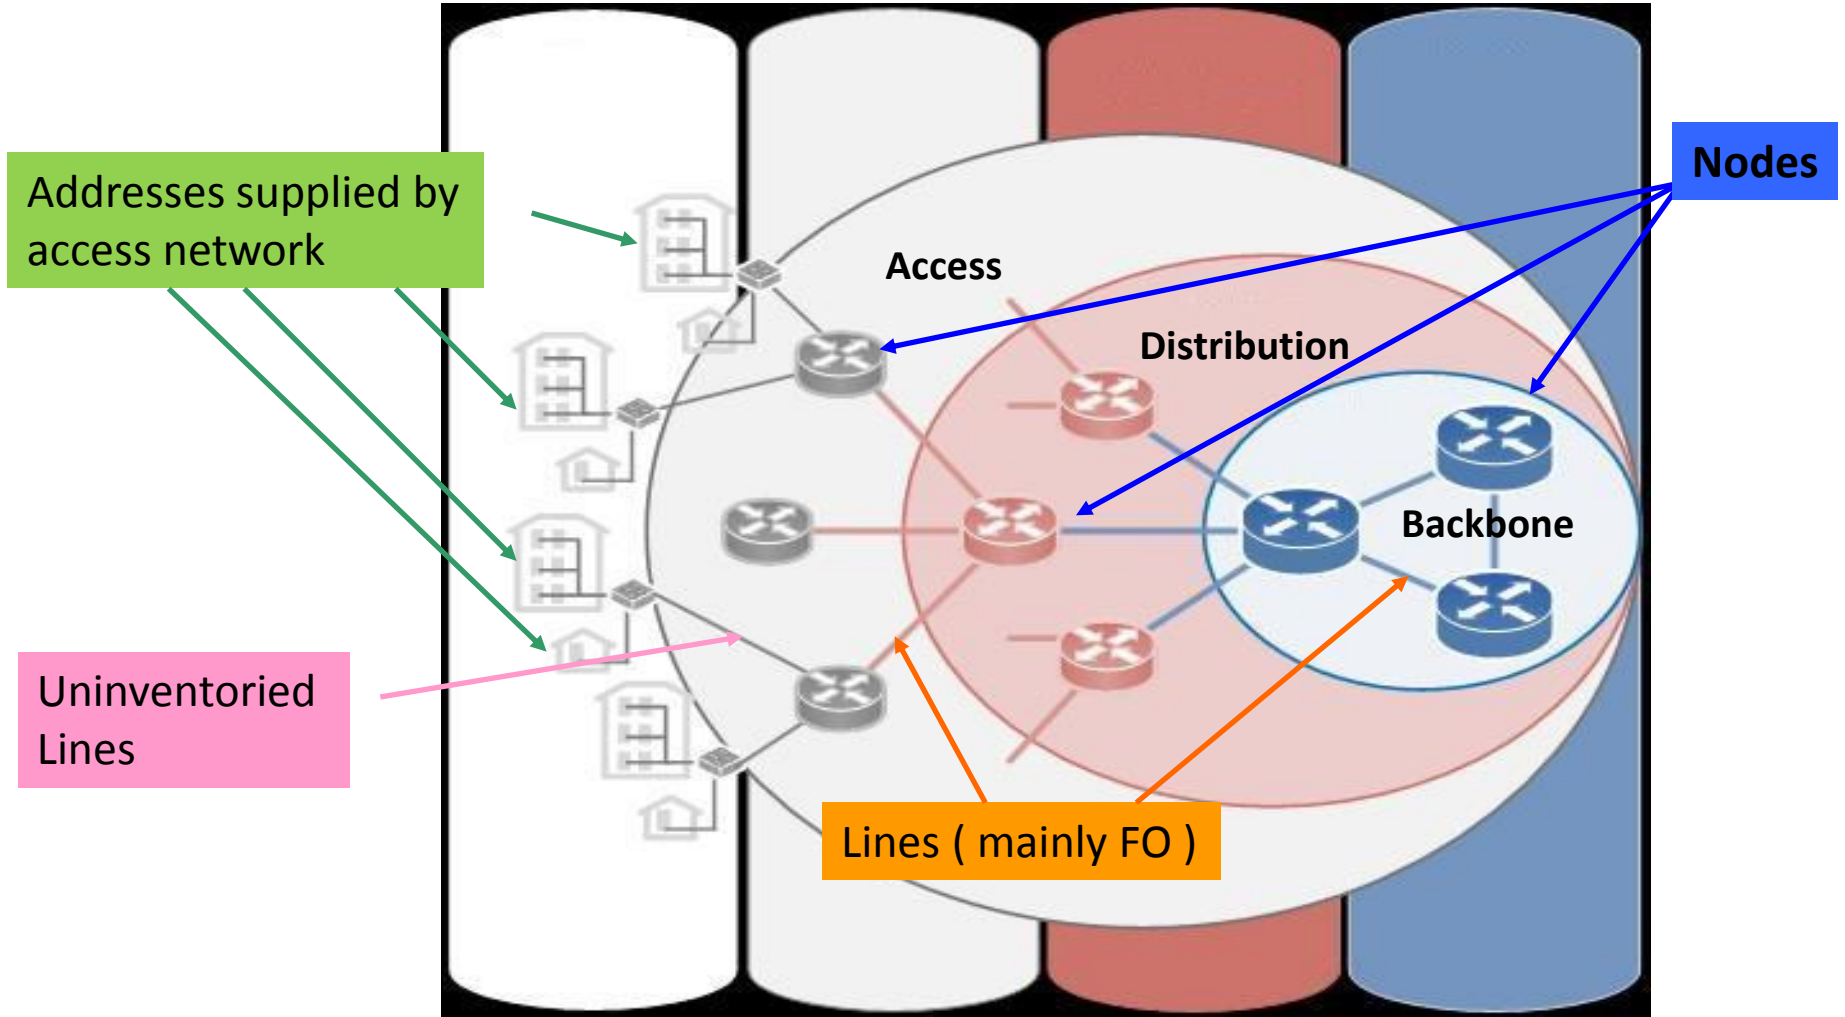 Nodes
Addresses supplied by
access network
Access
Distribution
Backbone
Uninventoried
Lines
Lines ( mainly FO )